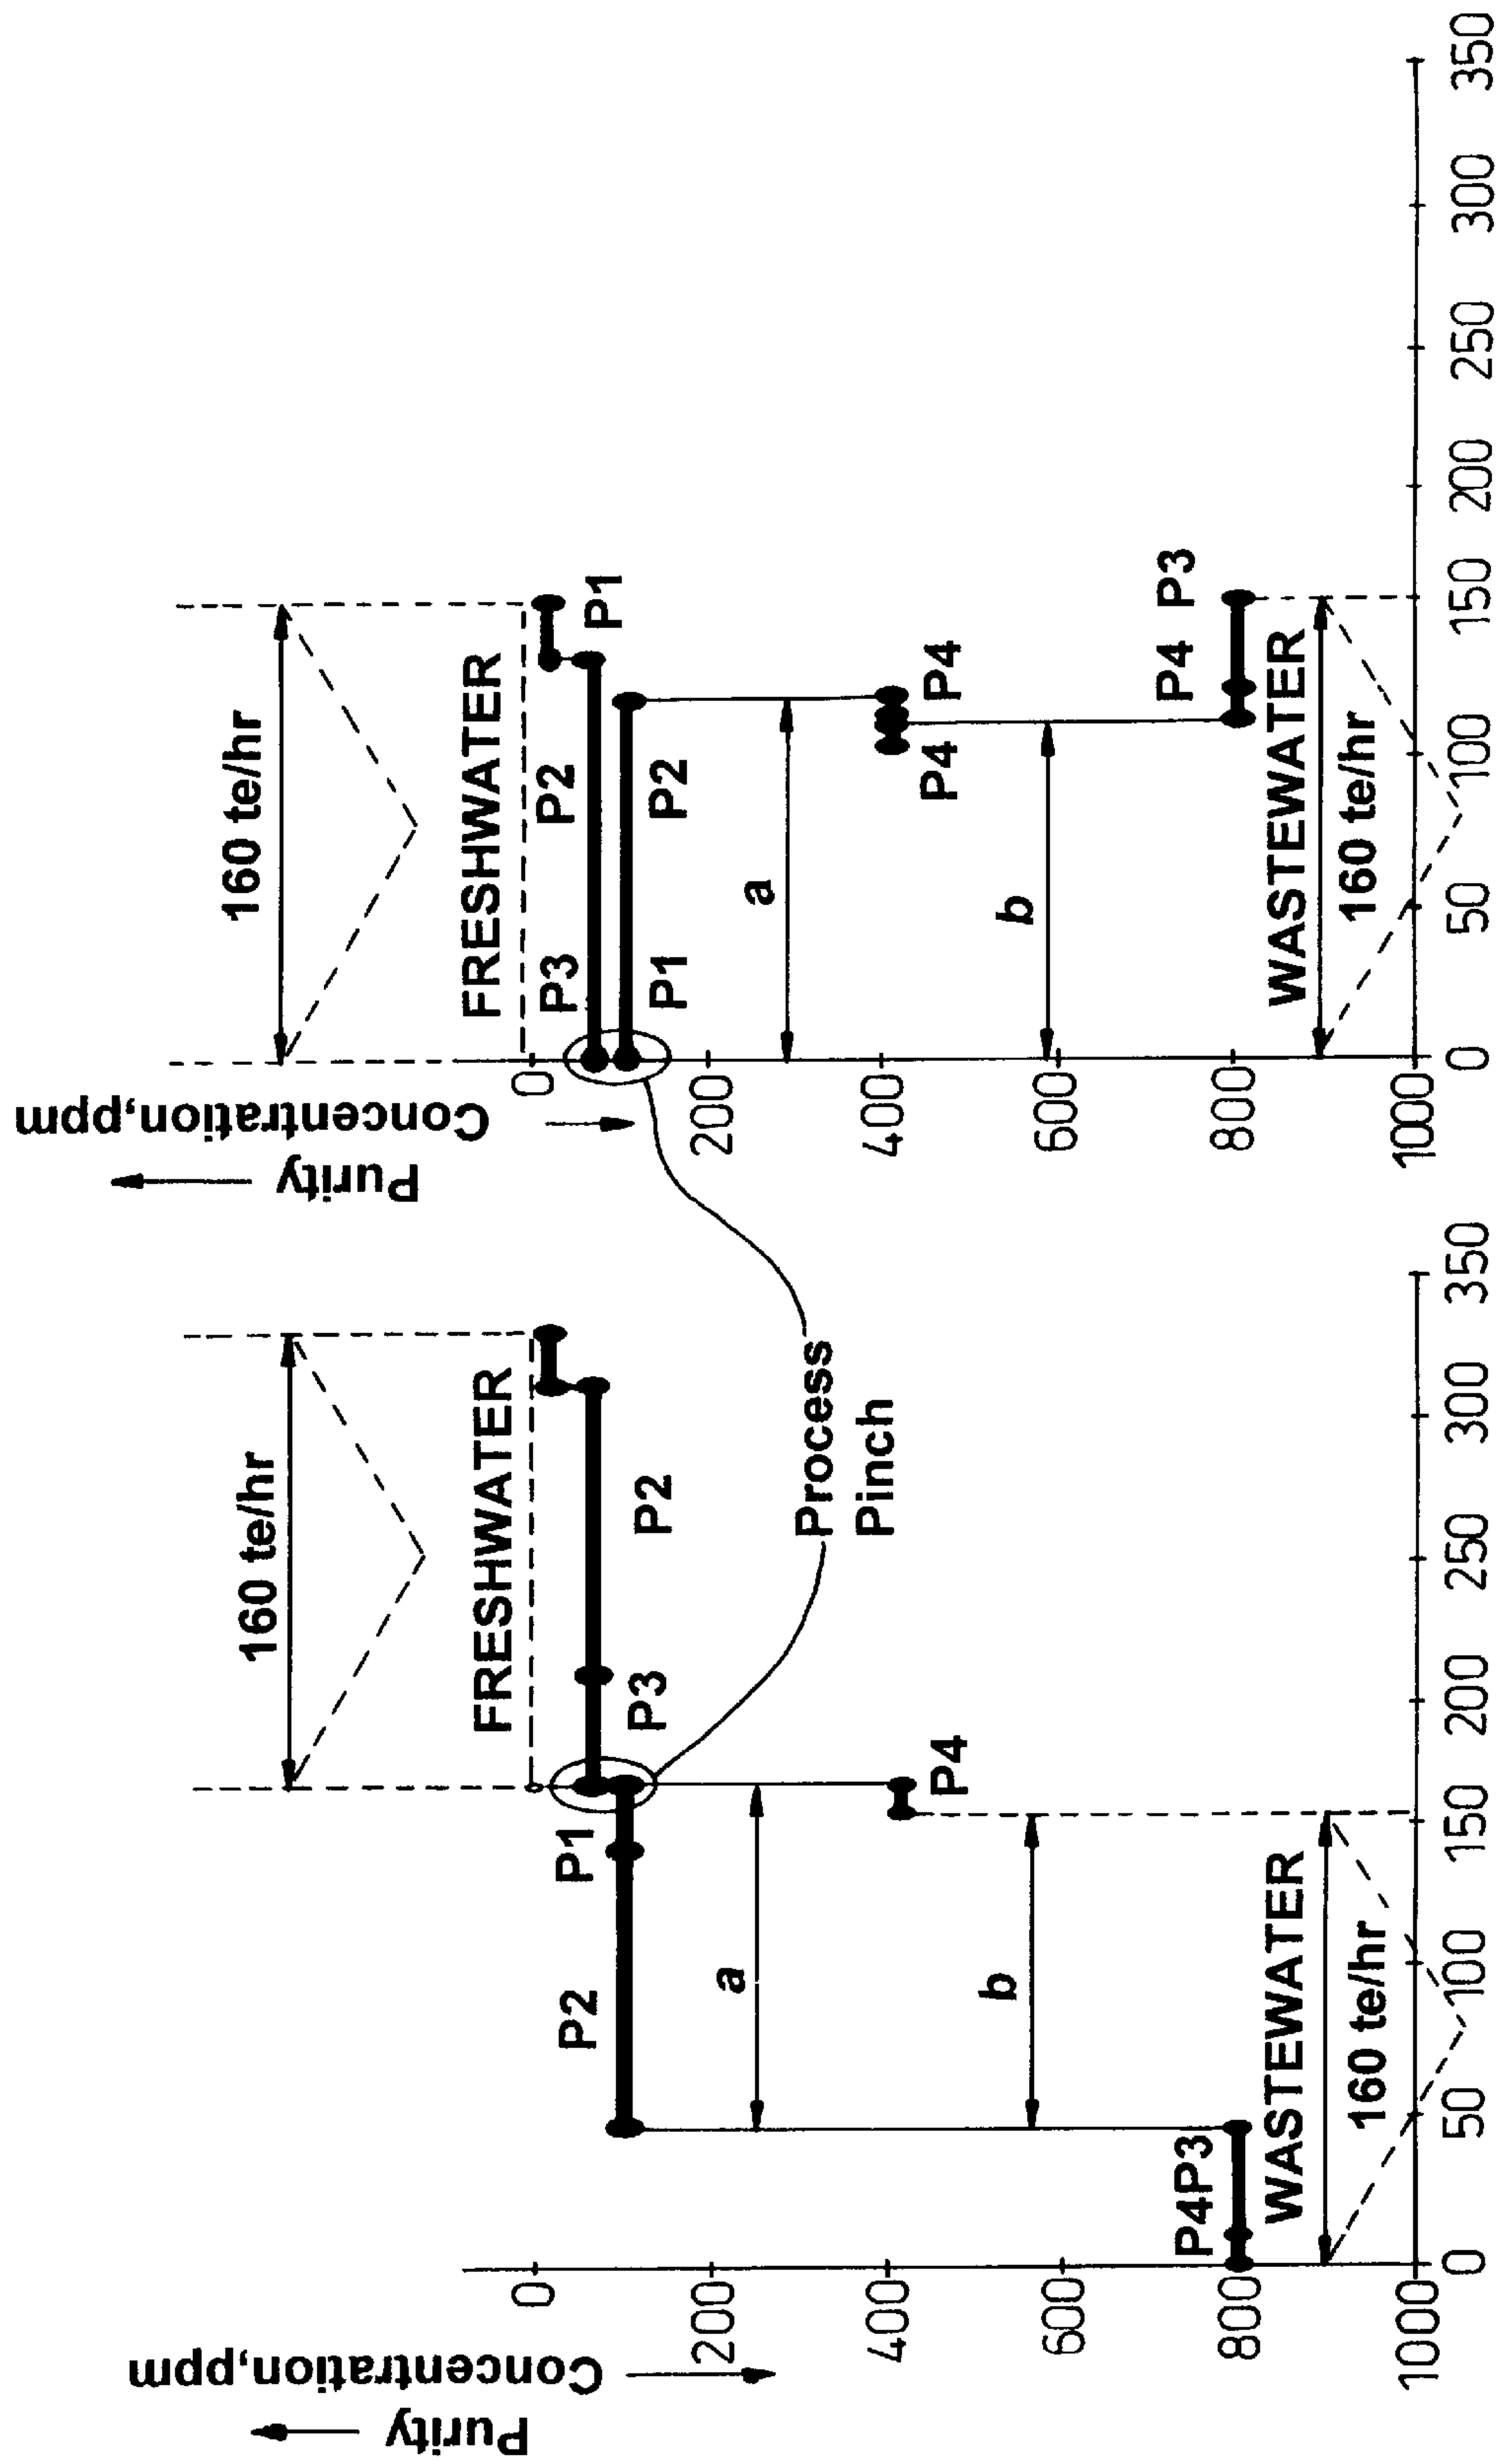 Purity
Concentration,ppm
160 te/hr
FRESHWATER
0
P2
P1
P3
P2
200
a
400
P4
b
600
800
P4P3
WASTEWATER
160 te/hr
1000
0 50 100 150 200 250 300 350
Process
Pinch
Purity
Concentration,ppm
160 te/hr
FRESHWATER
0
P3 P2
P1
P1 P2
200
a
400
P4 P4
b
600
800
P4 P3
WASTEWATER
160 te/hr
1000
0 50 100 150 200 250 300 350